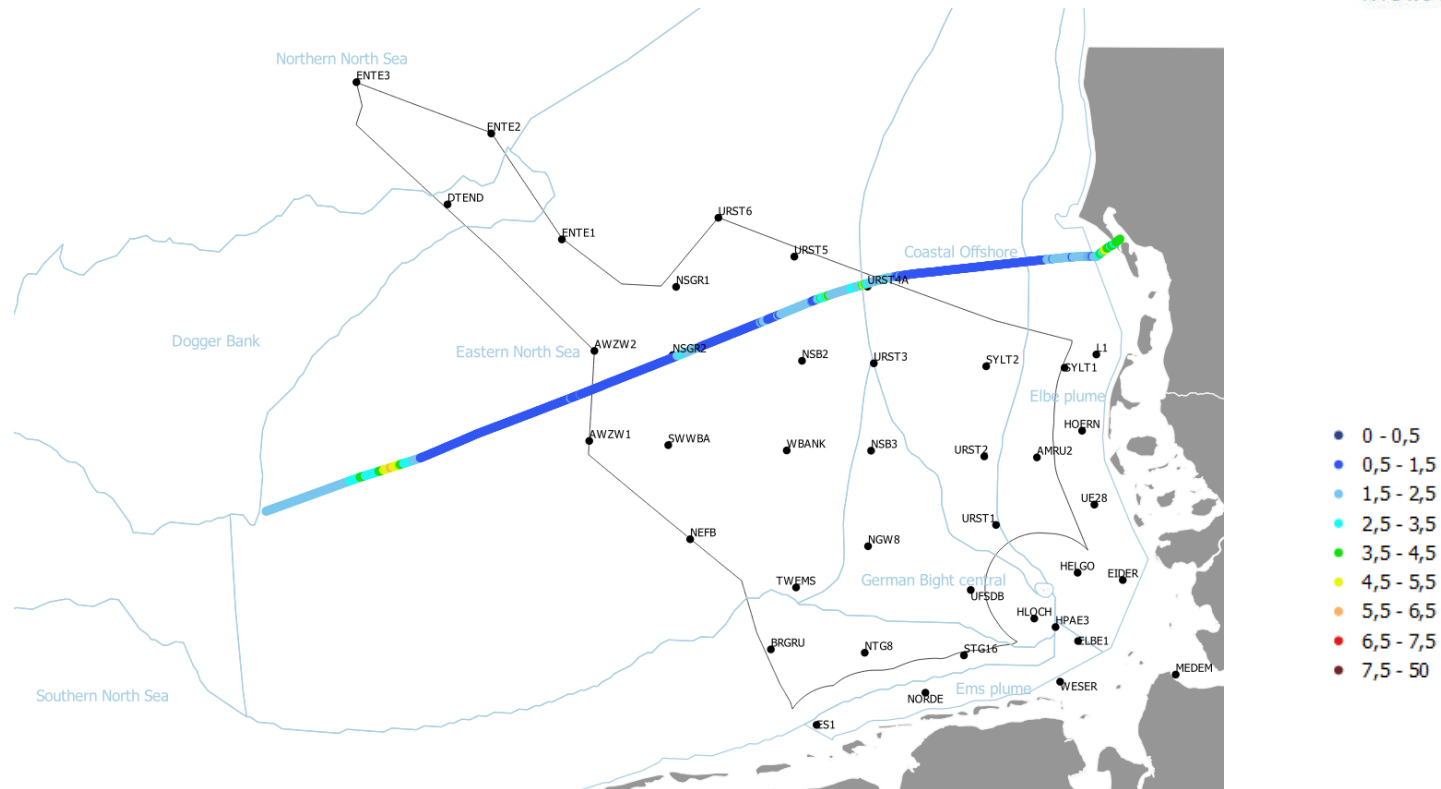 Northern North Sea
ENTE3
ENTE2
DTEND
URST6
ENTE1
URST5
Coastal Offshore
NSGR1
URST4A
Dogger Bank
Eastern North Sea
AWZW2
NSGR2
NSB2
URST3
SYLT2
L1
SYLT1
Elbe plume
AWZW1
SWWBA
WBANK
NSB3
URST2
AMRU2
HOERN
UE28
URST1
NEFB
NGW8
HELGO
EIDER
TWEMS
German Bight central
UFSDB
HLOCH
HPAE3
ELBE1
BRGRU
NTG8
STG16
MEDEM
Southern North Sea
Ems plume
WESER
NORDE
ES1
0 - 0,5
0,5 - 1,5
1,5 - 2,5
2,5 - 3,5
3,5 - 4,5
4,5 - 5,5
5,5 - 6,5
6,5 - 7,5
7,5 - 50